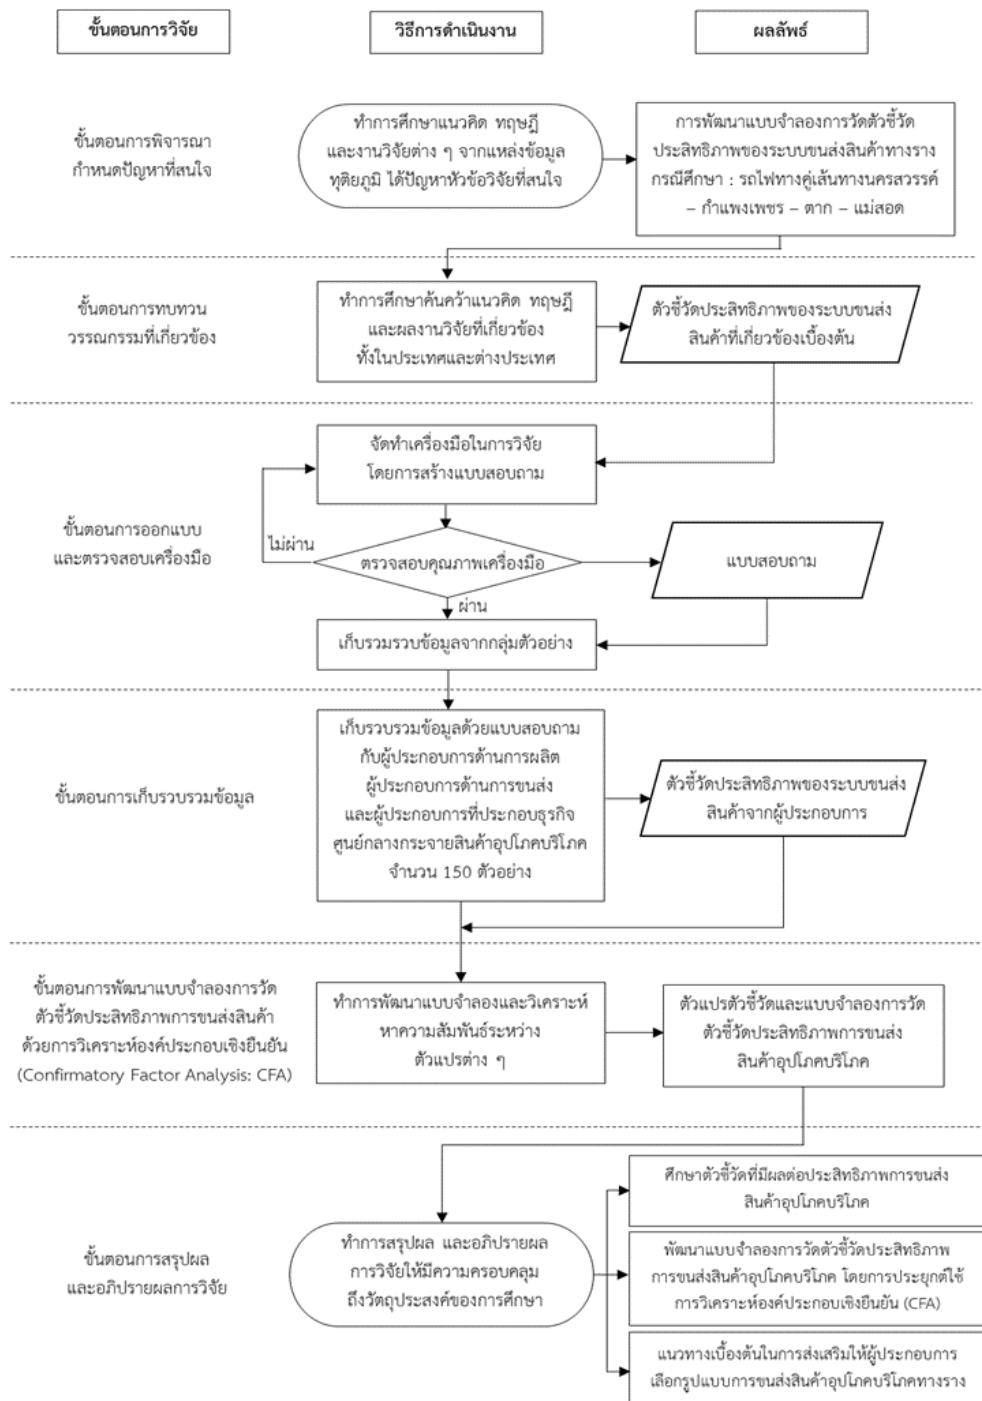 ขั้นตอนการวิจัย
วิธีการดำเนินงาน
ผลลัพธ์
ขั้นตอนการพิจารณา
กำหนดปัญหาที่สนใจ
ทำการศึกษาแนวคิด ทฤษฎี
และงานวิจัยต่าง ๆ จากแหล่งข้อมูล
ทุติยภูมิ ได้ปัญหาหัวข้อวิจัยที่สนใจ
การพัฒนาแบบจำลองการวัดตัวชี้วัด
ประสิทธิภาพของระบบขนส่งสินค้าทางราง
กรณีศึกษา : รถไฟทางคู่เส้นทางนครสวรรค์
– กำแพงเพชร – ตาก – แม่สอด
ขั้นตอนการทบทวน
วรรณกรรมที่เกี่ยวข้อง
ทำการศึกษาค้นคว้าแนวคิด ทฤษฎี
และผลงานวิจัยที่เกี่ยวข้อง
ทั้งในประเทศและต่างประเทศ
ตัวชี้วัดประสิทธิภาพของระบบขนส่ง
สินค้าที่เกี่ยวข้องเบื้องต้น
ขั้นตอนการออกแบบ
และตรวจสอบเครื่องมือ
จัดทำเครื่องมือในการวิจัย
โดยการสร้างแบบสอบถาม
ไม่ผ่าน
ตรวจสอบคุณภาพเครื่องมือ
ผ่าน
แบบสอบถาม
เก็บรวมรวบข้อมูลจากกลุ่มตัวอย่าง
ขั้นตอนการเก็บรวบรวมข้อมูล
เก็บรวบรวมข้อมูลด้วยแบบสอบถาม
กับผู้ประกอบการด้านการผลิต
ผู้ประกอบการด้านการขนส่ง
และผู้ประกอบการที่ประกอบธุรกิจ
ศูนย์กลางกระจายสินค้าอุปโภคบริโภค
จำนวน 150 ตัวอย่าง
ตัวชี้วัดประสิทธิภาพของระบบขนส่ง
สินค้าจากผู้ประกอบการ
ขั้นตอนการพัฒนาแบบจำลองการวัด
ตัวชี้วัดประสิทธิภาพการขนส่งสินค้า
ด้วยการวิเคราะห์องค์ประกอบเชิงยืนยัน
(Confirmatory Factor Analysis: CFA)
ทำการพัฒนาแบบจำลองและวิเคราะห์
หาความสัมพันธ์ระหว่าง
ตัวแปรต่าง ๆ
ตัวแปรตัวชี้วัดและแบบจำลองการวัด
ตัวชี้วัดประสิทธิภาพการขนส่ง
สินค้าอุปโภคบริโภค
ขั้นตอนการสรุปผล
และอภิปรายผลการวิจัย
ทำการสรุปผล และอภิปรายผล
การวิจัยให้มีความครอบคลุม
ถึงวัตถุประสงค์ของการศึกษา
ศึกษาตัวชี้วัดที่มีผลต่อประสิทธิภาพการขนส่ง
สินค้าอุปโภคบริโภค
พัฒนาแบบจำลองการวัดตัวชี้วัดประสิทธิภาพ
การขนส่งสินค้าอุปโภคบริโภค โดยการประยุกต์ใช้
การวิเคราะห์องค์ประกอบเชิงยืนยัน (CFA)
แนวทางเบื้องต้นในการส่งเสริมให้ผู้ประกอบการ
เลือกรูปแบบการขนส่งสินค้าอุปโภคบริโภคทางราง